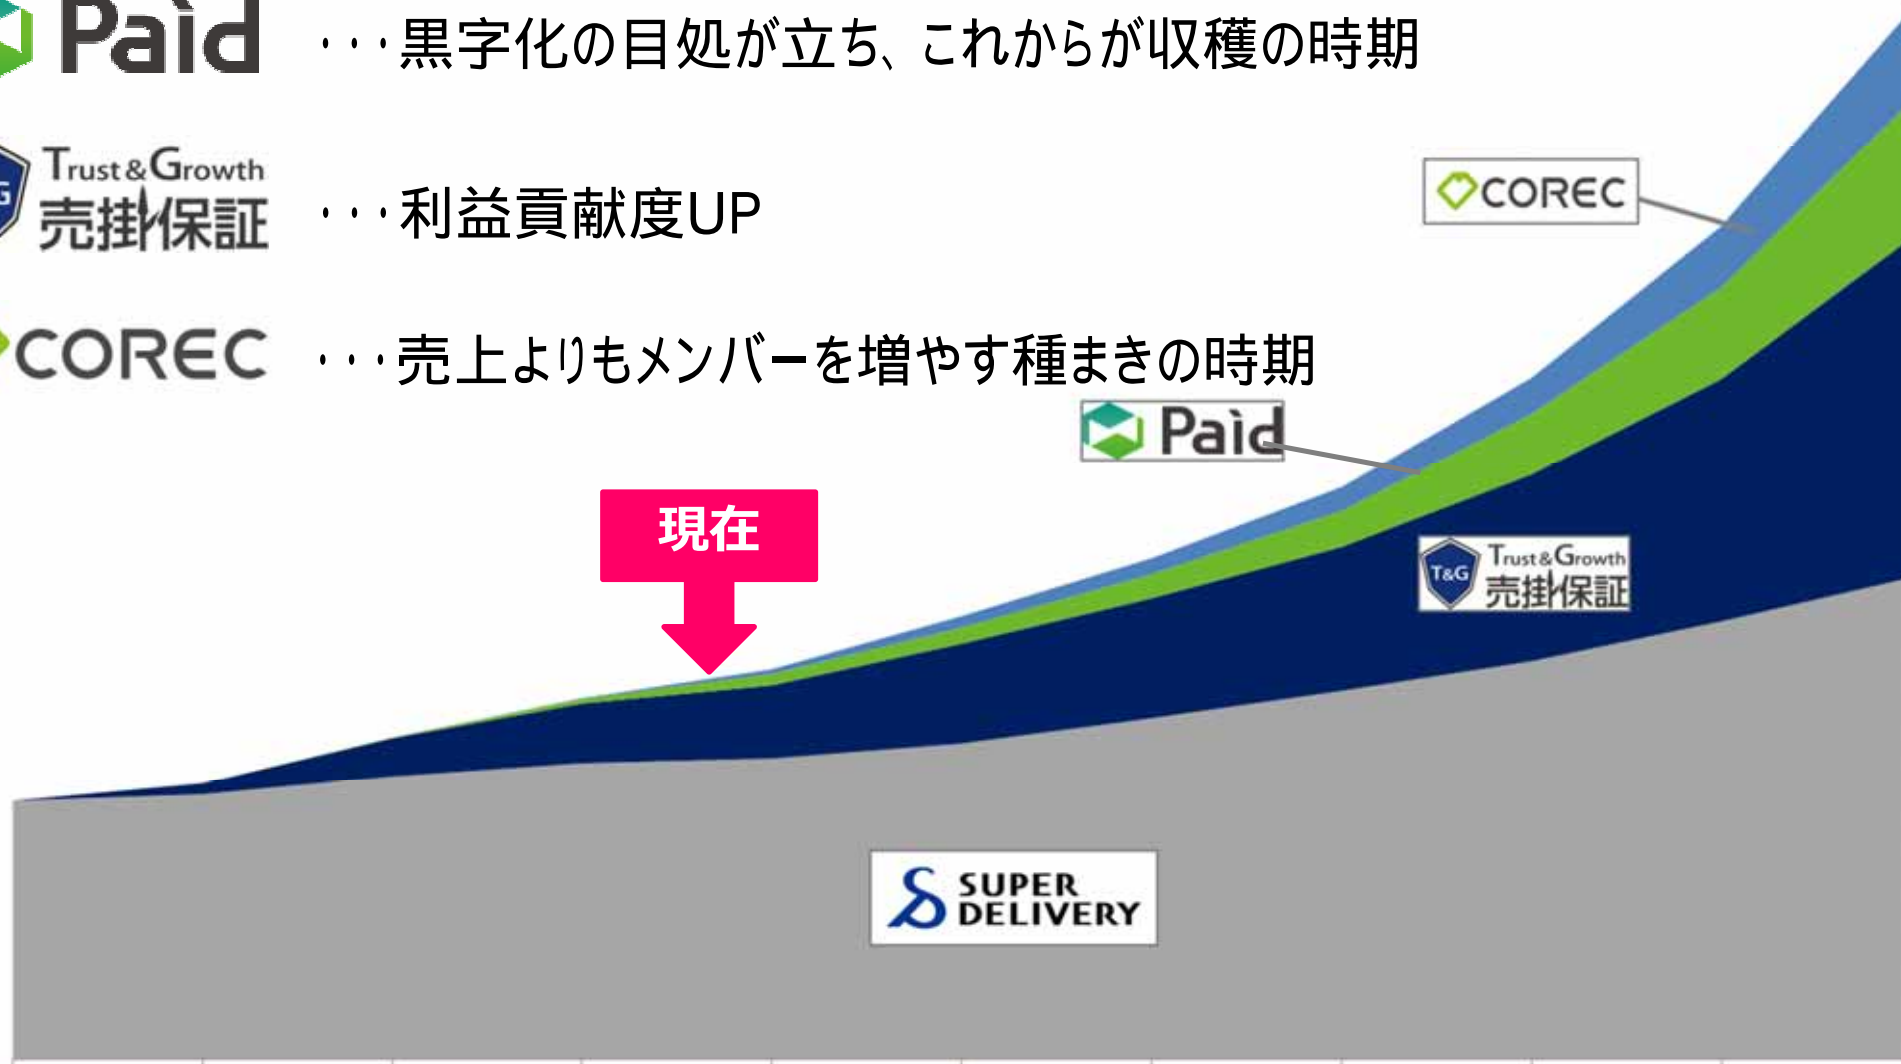 Paid ･･･黒字化の目処が立ち、これからが収穫の時期
G Trust&Growth
売掛保証 ･･･利益貢献度UP
COREC ･･･売上よりもメンバーを増やす種まきの時期
COREC
Paid
現在
T&G Trust&Growth
売掛保証
SUPER
DELIVERY